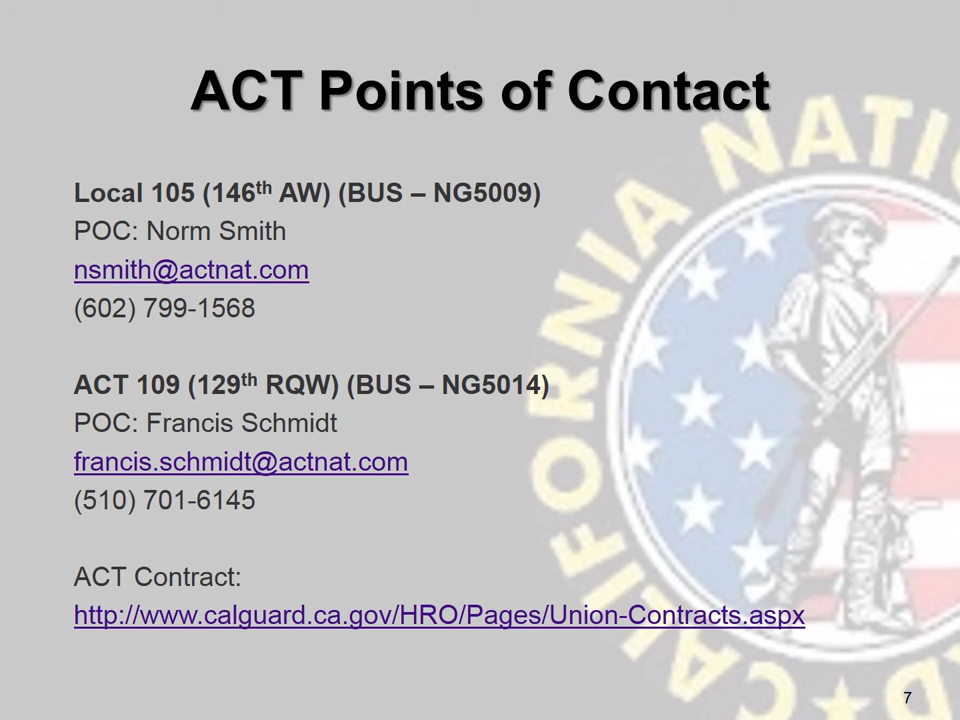 ACT Points of Contact
Local 105 (146th AW) (BUS – NG5009)
POC: Norm Smith
nsmith@actnat.com
(602) 799-1568
ACT 109 (129th RQW) (BUS – NG5014)
POC: Francis Schmidt
francis.schmidt@actnat.com
(510) 701-6145
ACT Contract:
http://www.calguard.ca.gov/HRO/Pages/Union-Contracts.aspx
CALIFORNIA NATI
7